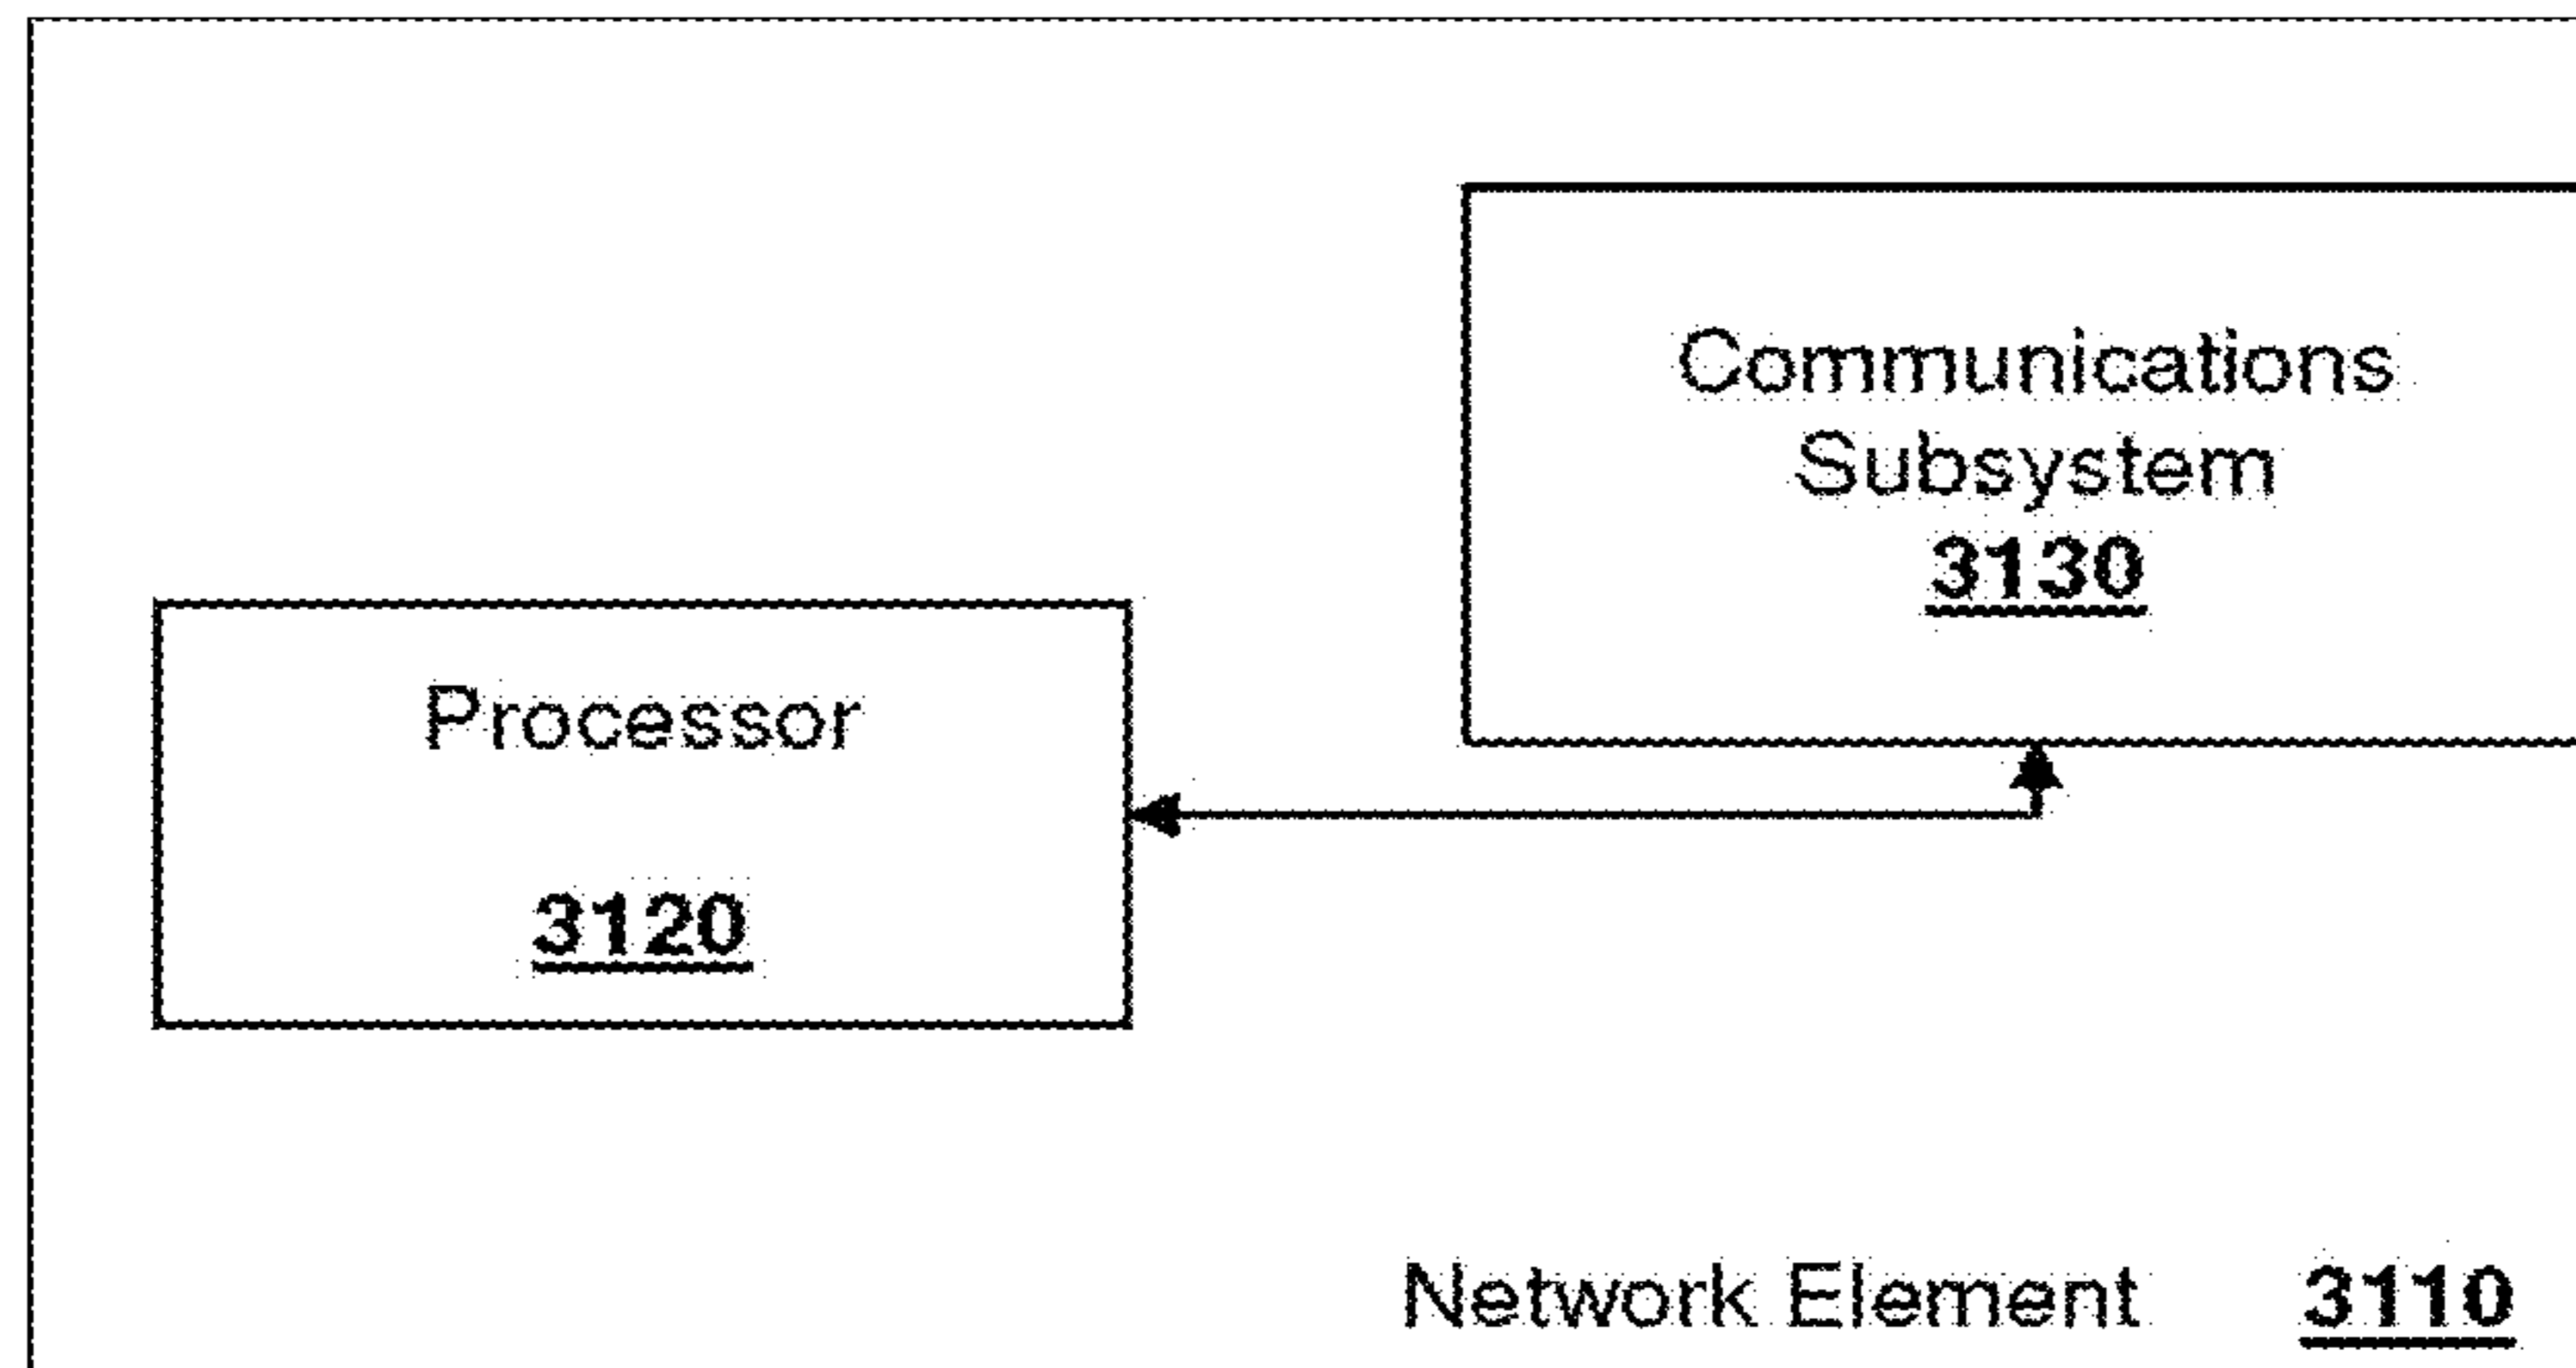 Communications
Subsystem
3130
Processor
3120
Network Element 3110